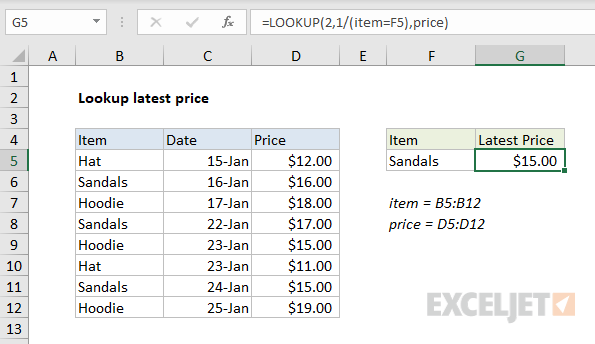 G5 fx =LOOKUP(2,1/(item=F5),price)
A B C D E F G
1
2 Lookup latest price
3
4 Item Date Price Item Latest Price
5 Hat 15-Jan $12.00 Sandals $15.00
6 Sandals 16-Jan $16.00
7 Hoodie 17-Jan $18.00 item = B5:B12
8 Sandals 22-Jan $17.00 price = D5:D12
9 Hoodie 23-Jan $15.00
10 Hat 23-Jan $11.00
11 Sandals 24-Jan $15.00
12 Hoodie 25-Jan $19.00
13
EXCELJET